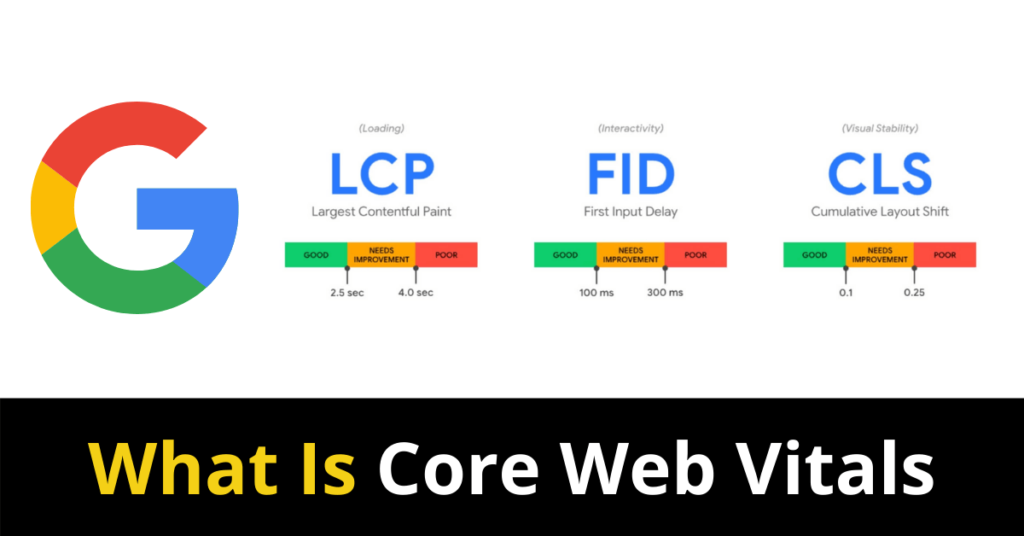 (Loading)
LCP
Largest Contentful Paint
GOOD
NEEDS
IMPROVEMENT
POOR
2.5 sec
4.0 sec
(Interactivity)
FID
First Input Delay
GOOD
NEEDS
IMPROVEMENT
POOR
100 ms
300 ms
(Visual Stability)
CLS
Cumulative Layout Shift
GOOD
NEEDS
IMPROVEMENT
POOR
0.1
0.25
What Is Core Web Vitals